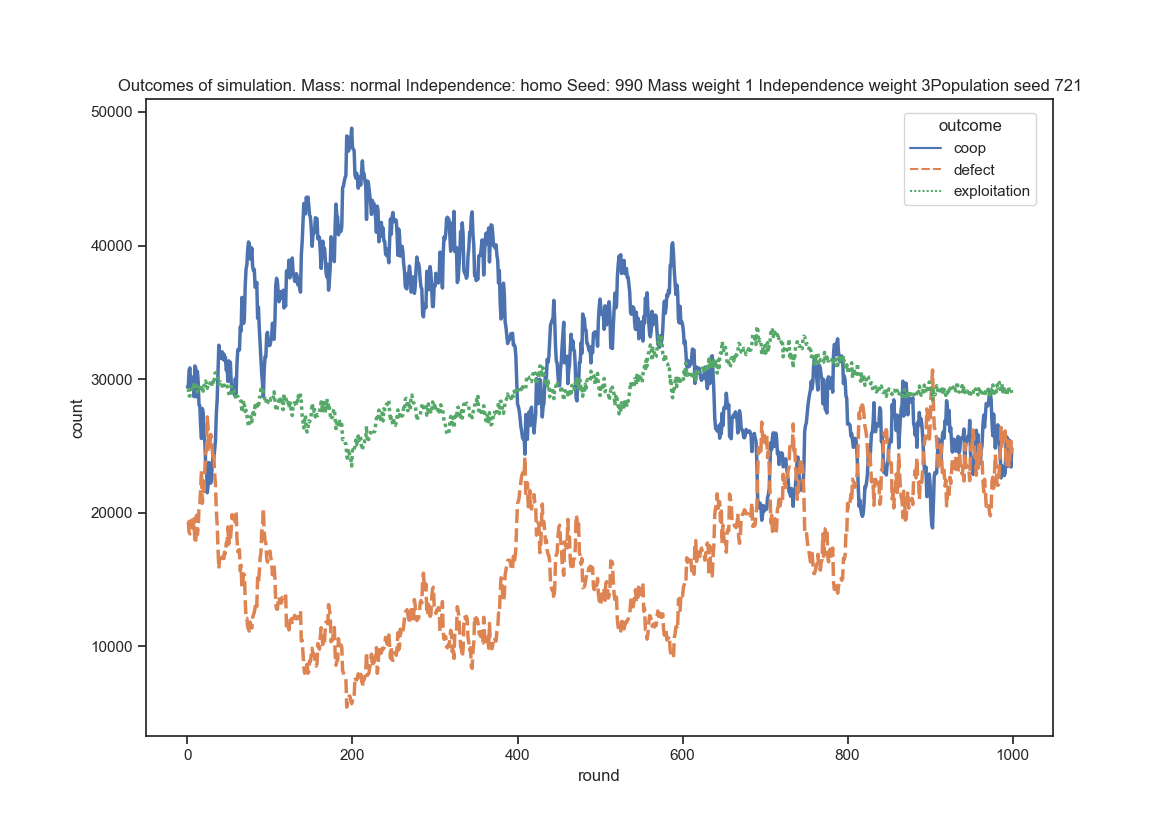 Outcomes of simulation. Mass: normal Independence: homo Seed: 990 Mass weight 1 Independence weight 3Population seed 721
outcome
coop
defect
exploitation
50000
40000
30000
20000
10000
count
0
200
400
600
800
1000
round